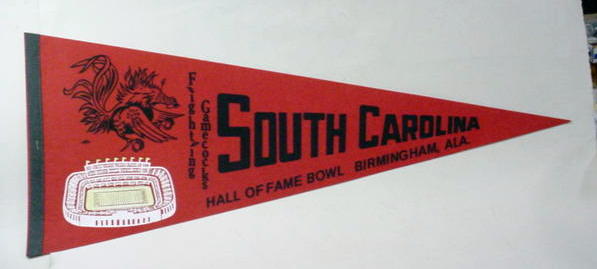 Fighting
Gamecocks
SOUTH CAROLINA
HALL OF FAME BOWL BIRMINGHAM, ALA.